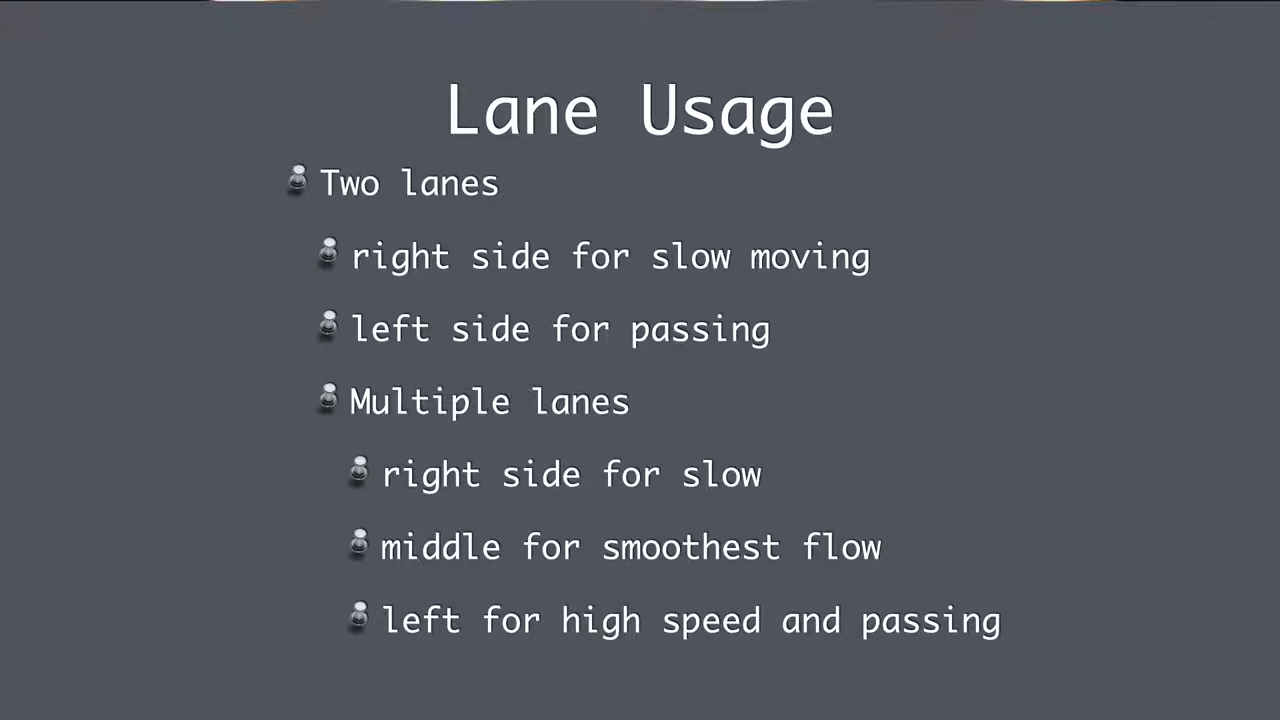 Lane Usage
Two lanes
right side for slow moving
left side for passing
Multiple lanes
right side for slow
middle for smoothest flow
left for high speed and passing